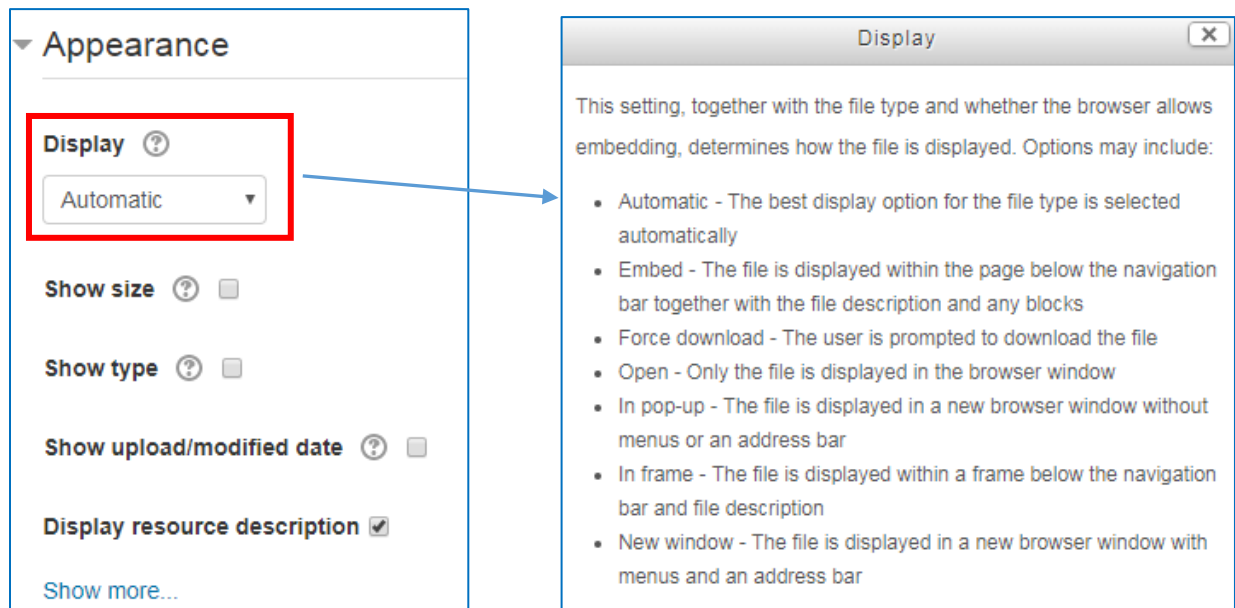 Appearance
Display
Automatic
Show size
Show type
Show upload/modified date
Display resource description
Show more...
Display
This setting, together with the file type and whether the browser allows
embedding, determines how the file is displayed. Options may include:
• Automatic - The best display option for the file type is selected
automatically
• Embed - The file is displayed within the page below the navigation
bar together with the file description and any blocks
• Force download - The user is prompted to download the file
• Open - Only the file is displayed in the browser window
• In pop-up - The file is displayed in a new browser window without
menus or an address bar
• In frame - The file is displayed within a frame below the navigation
bar and file description
• New window - The file is displayed in a new browser window with
menus and an address bar